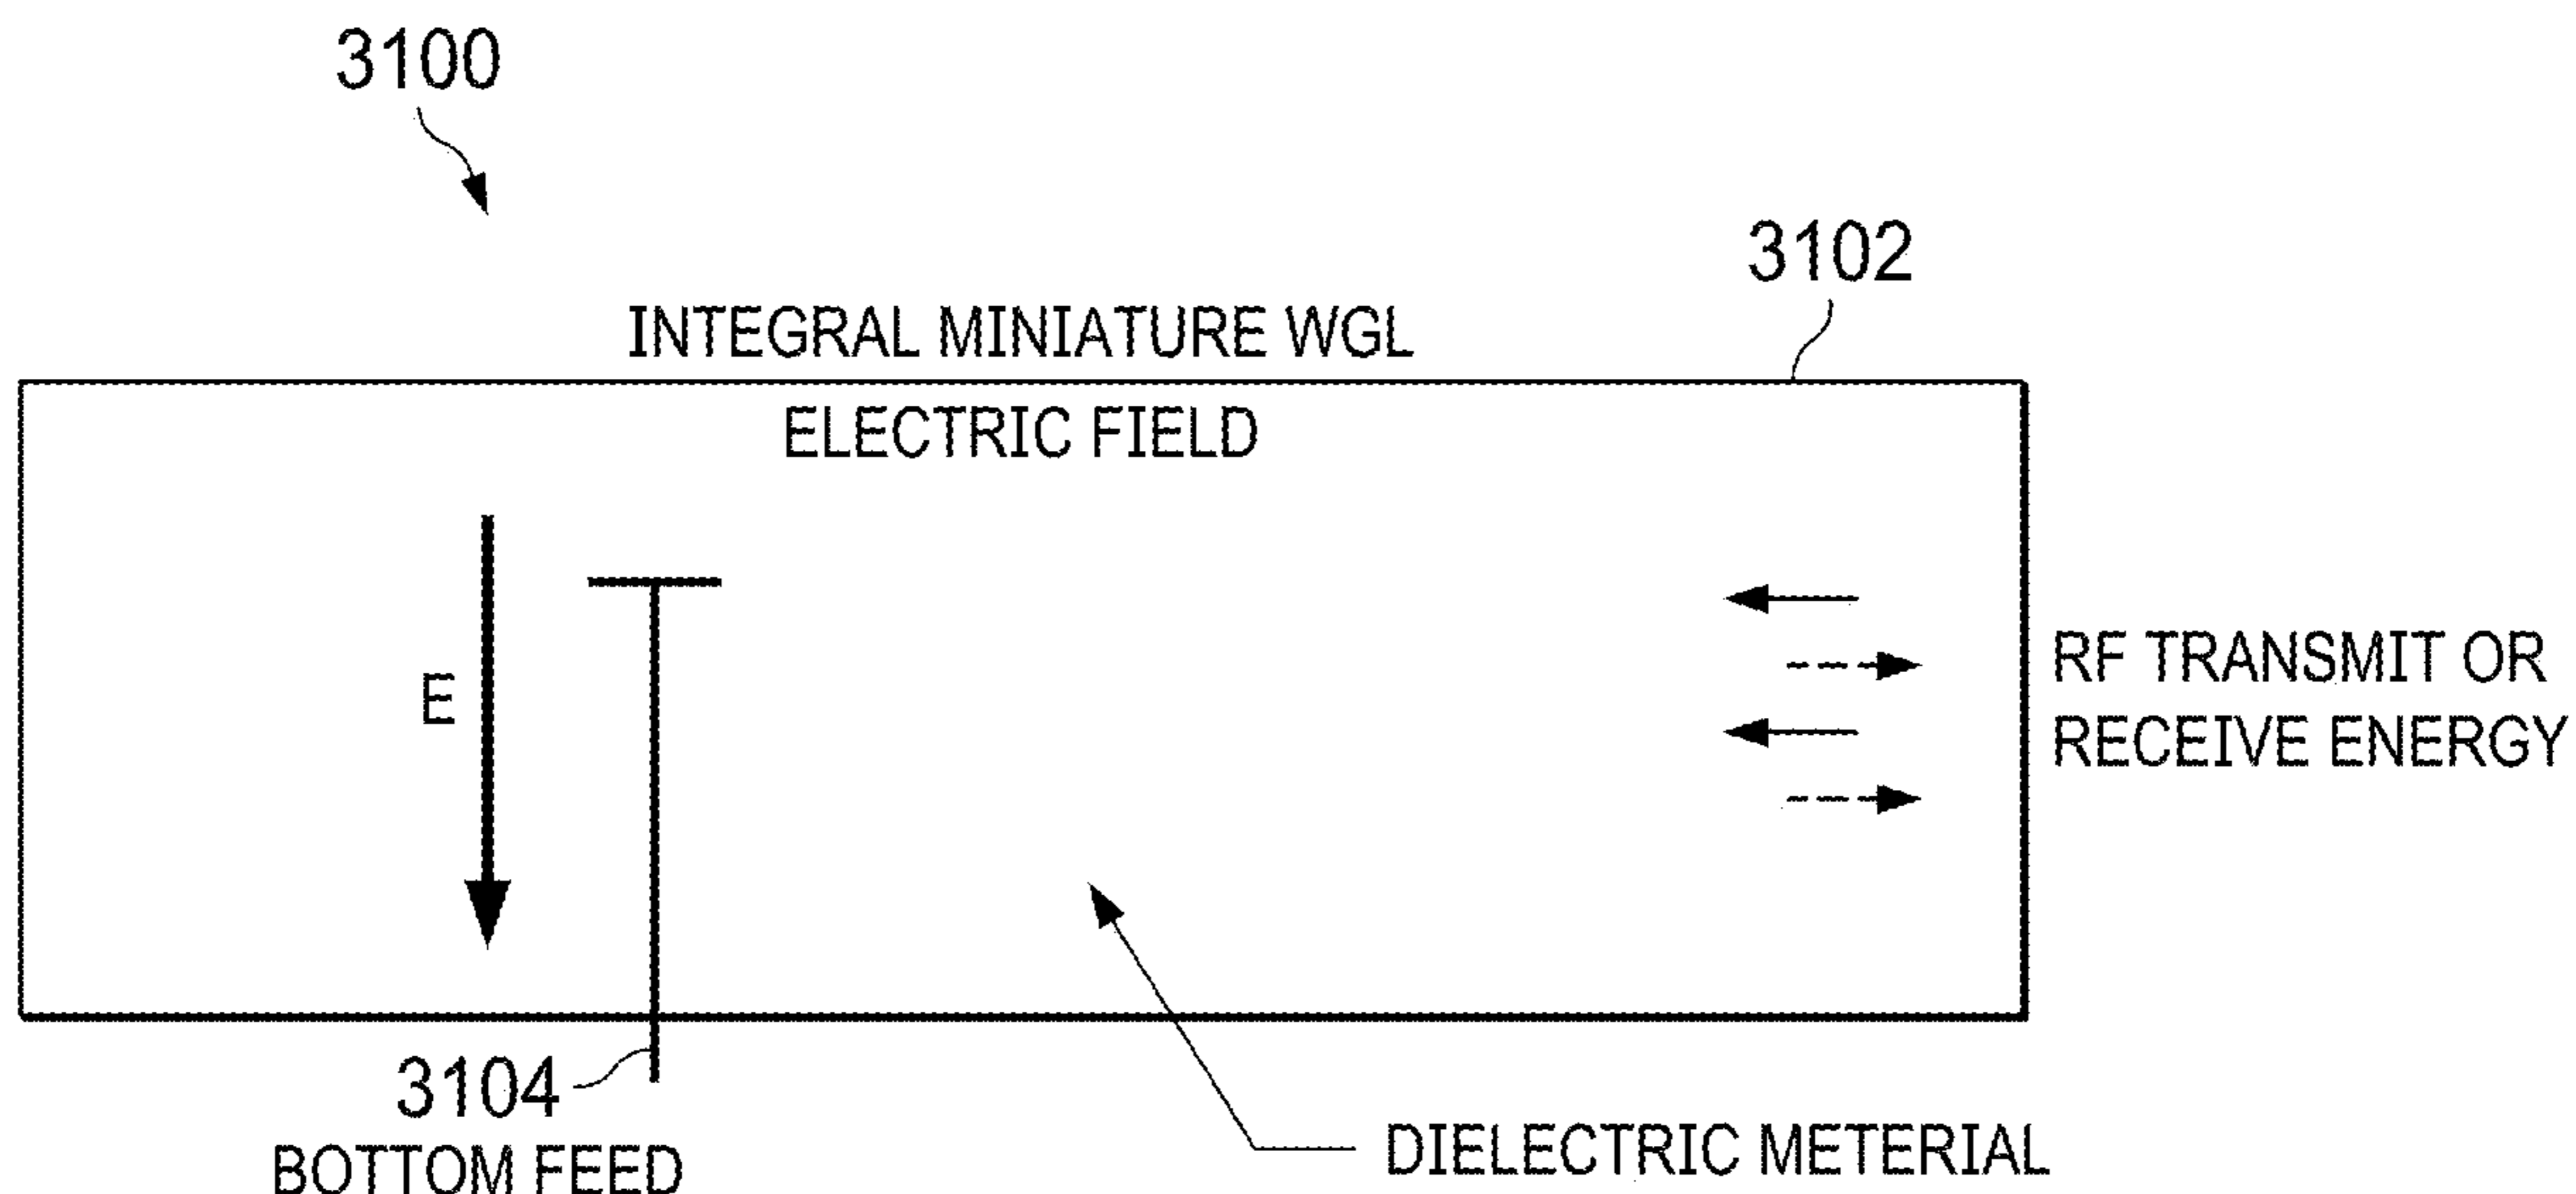 3100
3102
INTEGRAL MINIATURE WGL
ELECTRIC FIELD
E
RF TRANSMIT OR
RECEIVE ENERGY
3104
BOTTOM FEED
DIELECTRIC METERIAL